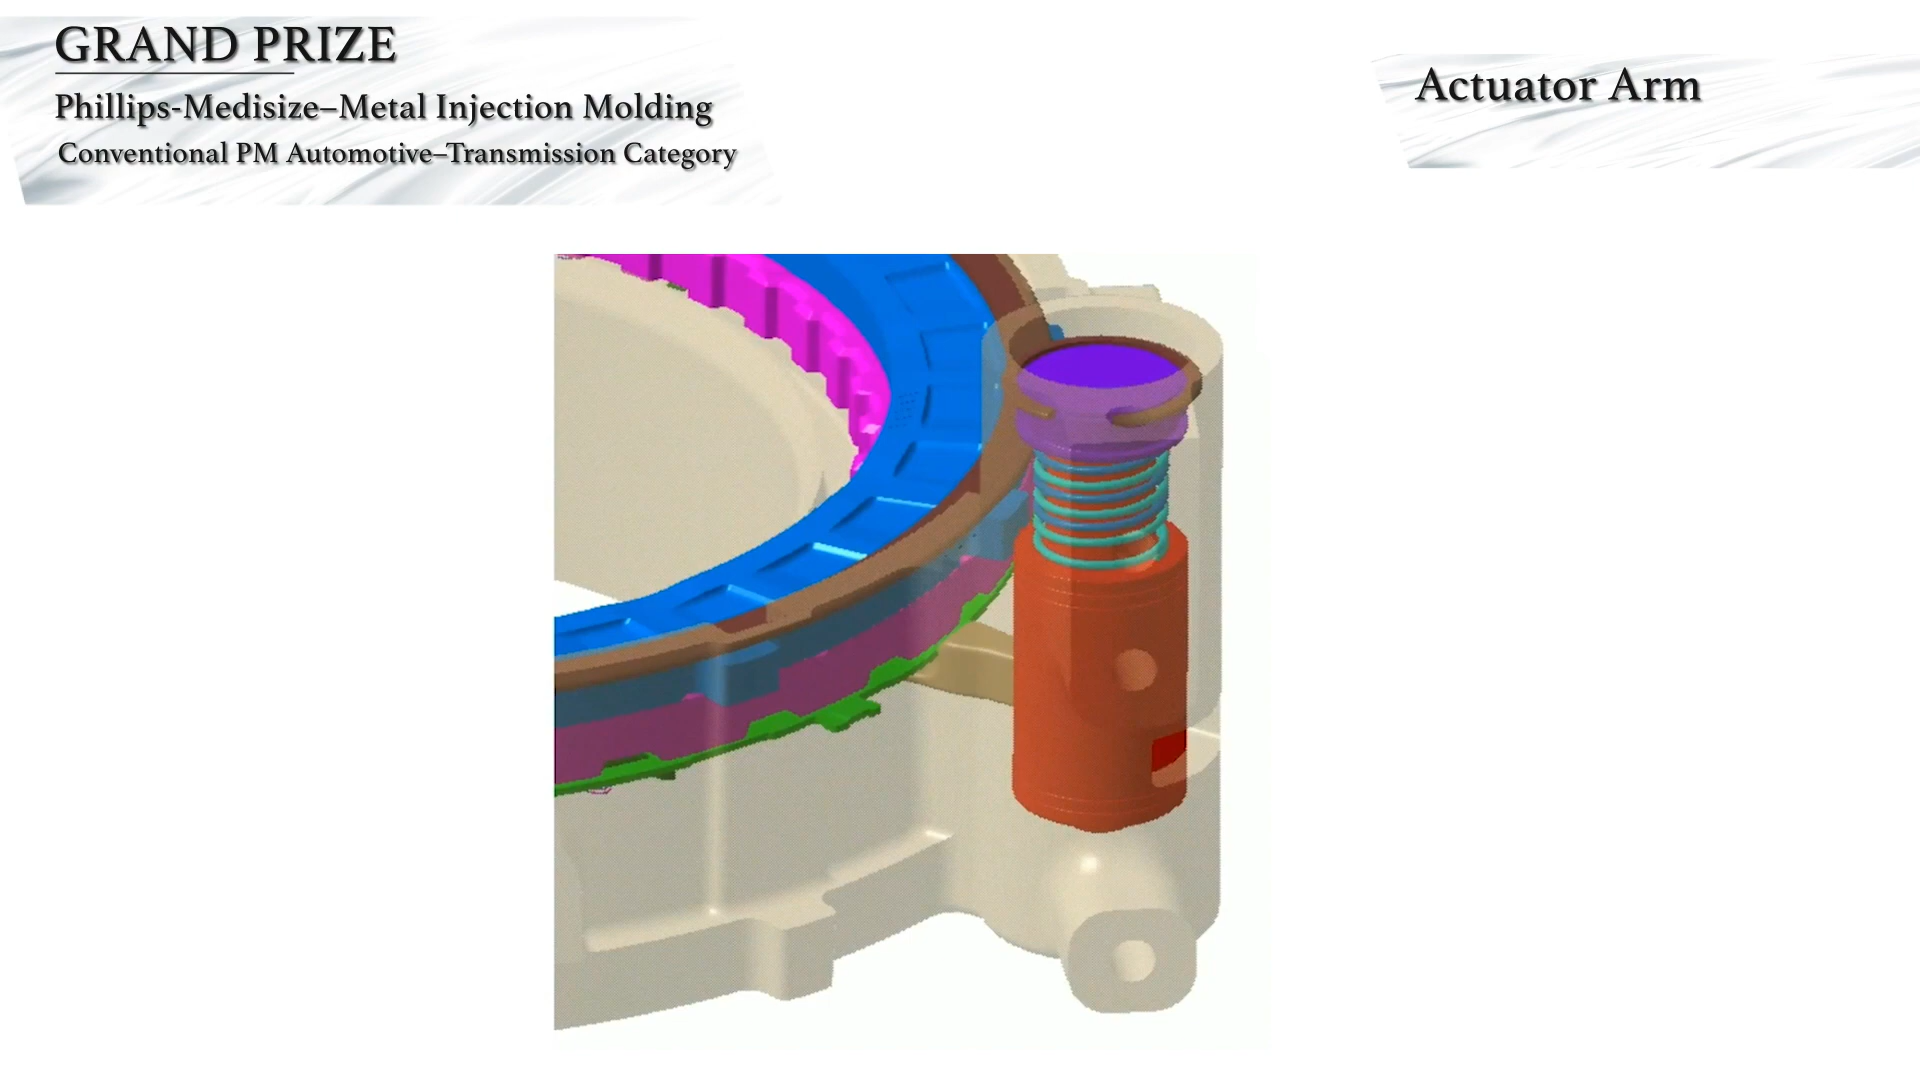 GRAND PRIZE
Phillips-Medisize–Metal Injection Molding
Conventional PM Automotive–Transmission Category
Actuator Arm